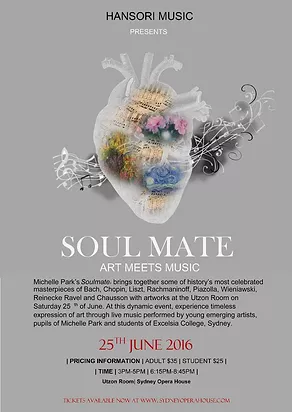 HANSORI MUSIC
PRESENTS
SOUL MATE
ART MEETS MUSIC
Michelle Park's Soulmate brings together some of history's most celebrated
masterpieces of Bach, Chopin, Liszt, Rachmaninoff, Piazolla, Wieniawski,
Reinecke Ravel and Chausson with artworks at the Utzon Room on
Saturday 25 th of June. At this dynamic event, experience timeless
expression of art through live music performed by young emerging artists,
pupils of Michelle Park and students of Excelsia College, Sydney.
25TH JUNE 2016
| PRICING INFORMATION | ADULT $35 | STUDENT $25 |
| TIME | 3PM-5PM | 6:15PM-8:45PM |
Utzon Room| Sydney Opera House
TICKETS AVAILABLE NOW AT WWW.SYDNEYOPERAHOUSE.COM